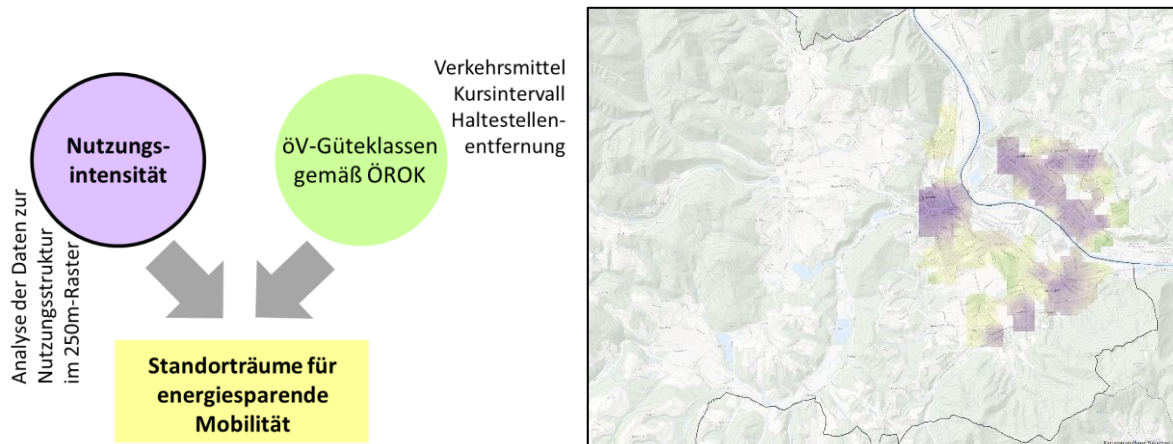 Nutzungs-
intensität
öV-Güteklassen
gemäß ÖROK
Verkehrsmittel
Kursintervall
Haltestellen-
entfernung
Analyse der Daten zur
Nutzungsstruktur
im 250m-Raster
Standorträume für
energiesparende
Mobilität